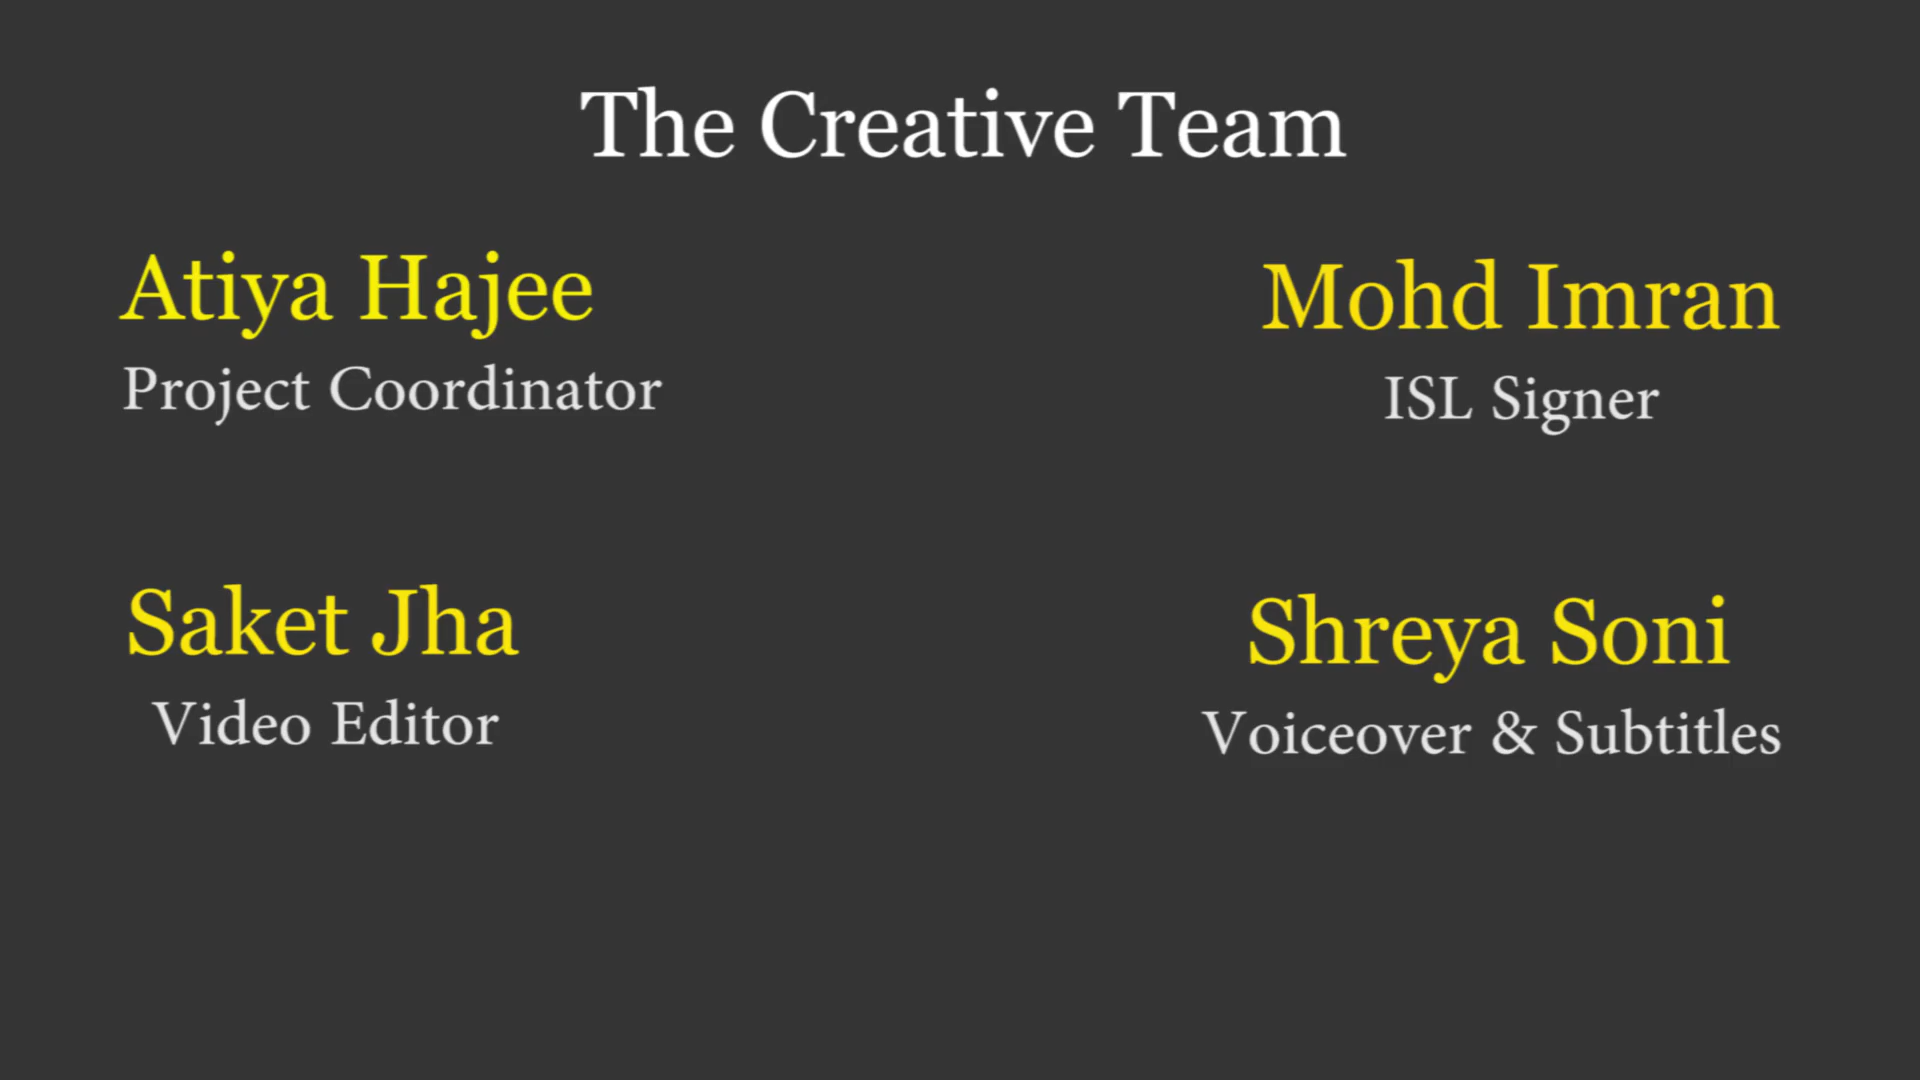 The Creative Team
Atiya Hajee
Project Coordinator
Mohd Imran
ISL Signer
Saket Jha
Video Editor
Shreya Soni
Voiceover & Subtitles